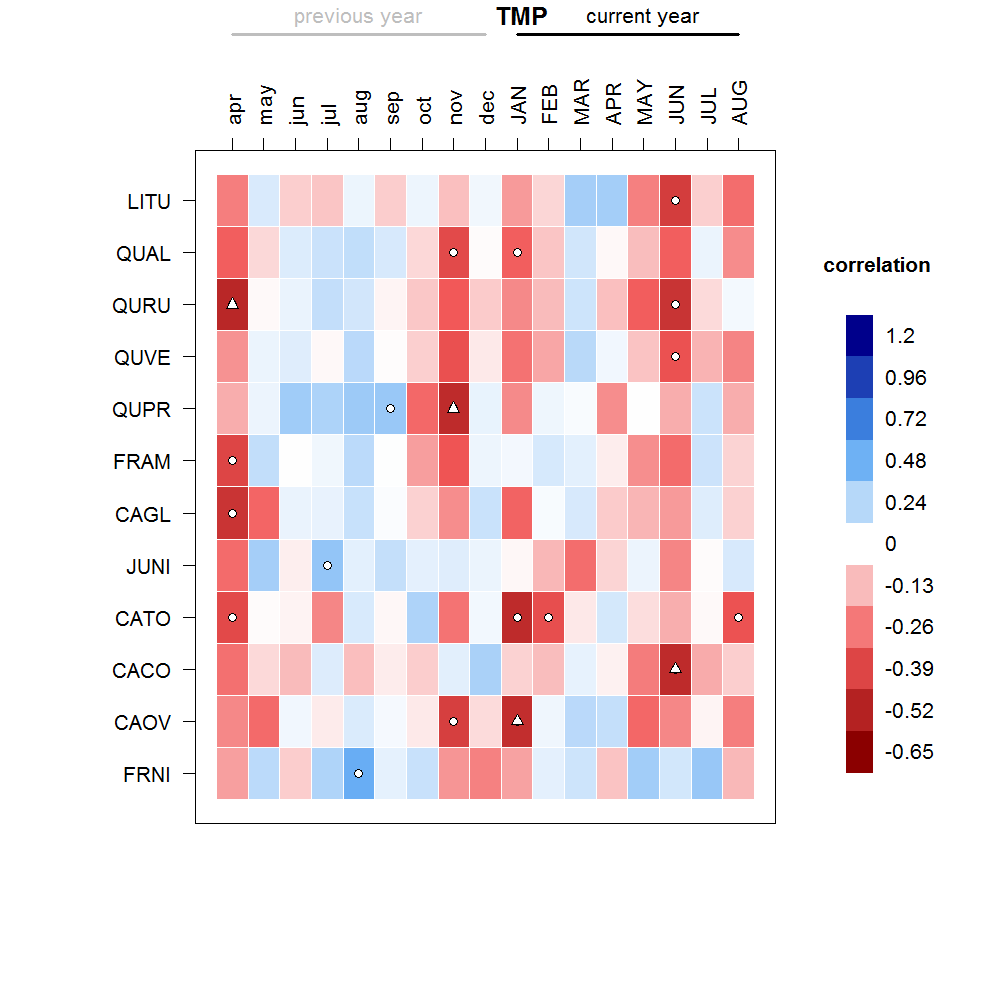 previous year TMP current year
apr may jun jul aug sep oct nov dec JAN FEB MAR APR MAY JUN JUL AUG
LITU
QUAL
QURU
QUVE
QUPR
FRAM
CAGL
JUNI
CATO
CACO
CAOV
FRNI
correlation
1.2
0.96
0.72
0.48
0.24
0
-0.13
-0.26
-0.39
-0.52
-0.65